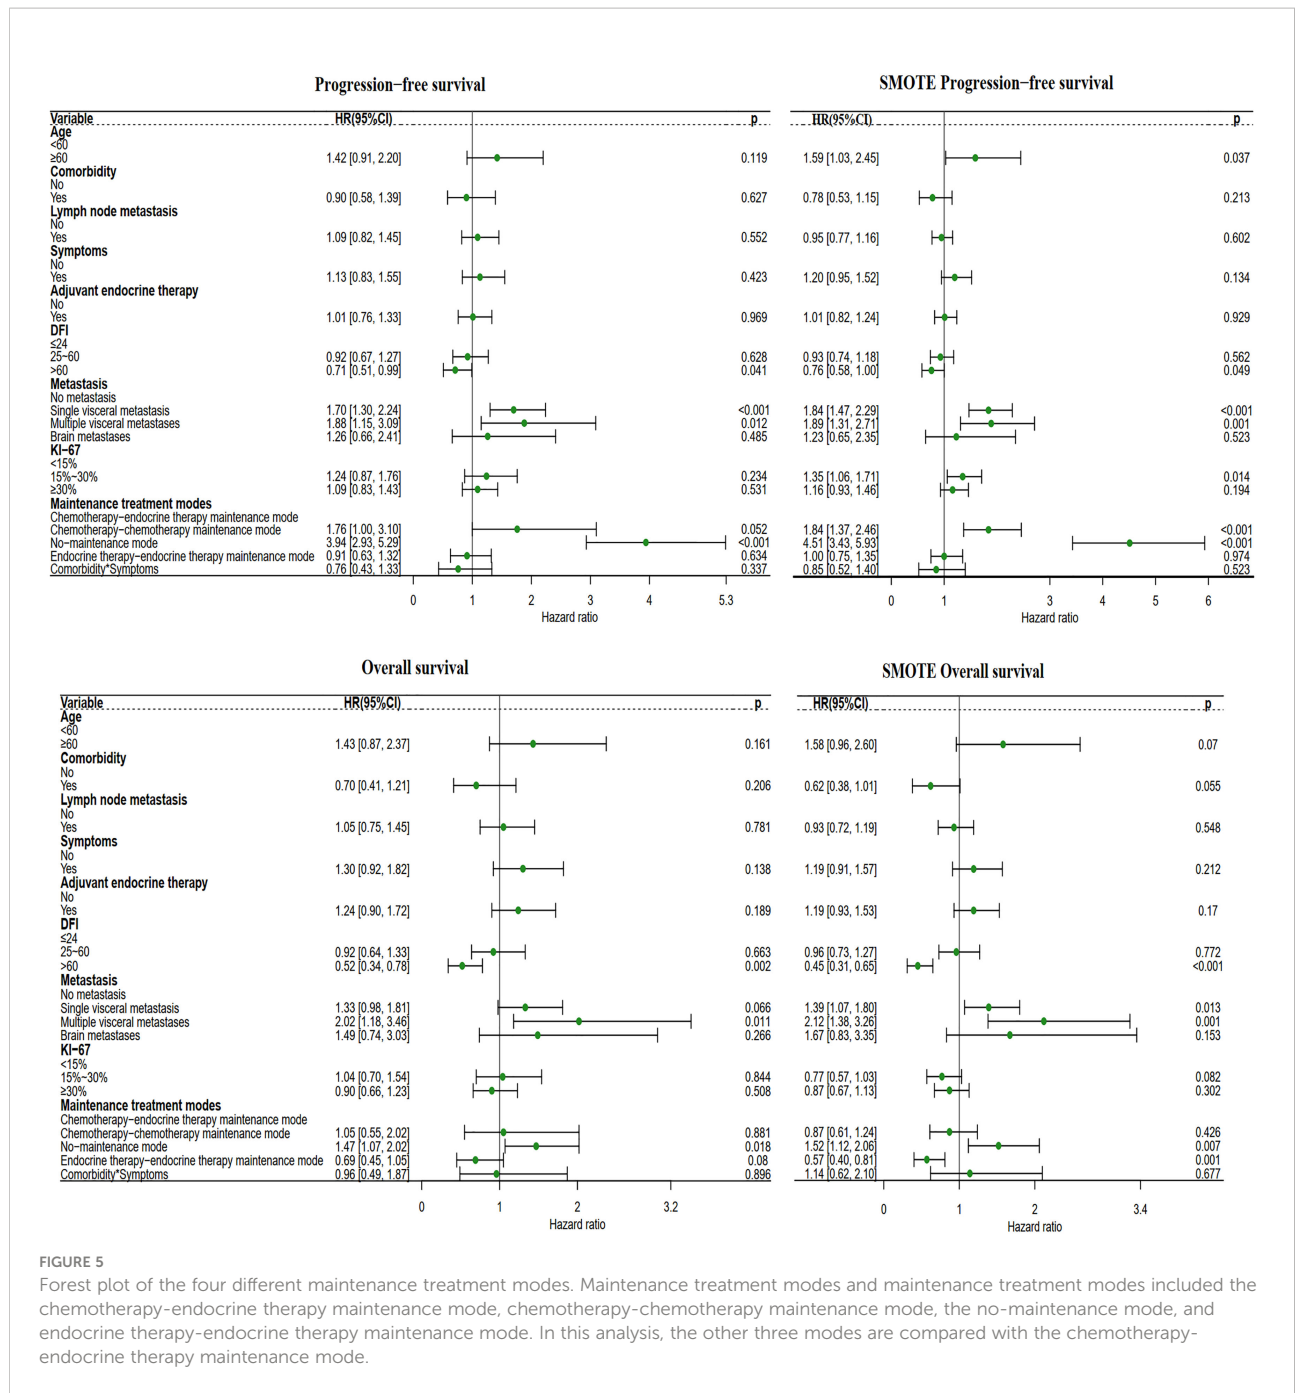 Progression−free survival
Variable HR(95%CI) p
Age
<60
≥60 1.42 [0.91, 2.20] 0.119
Comorbidity
No
Yes 0.90 [0.58, 1.39] 0.627
Lymph node metastasis
No
Yes 1.09 [0.82, 1.45] 0.552
Symptoms
No
Yes 1.13 [0.83, 1.55] 0.423
Adjuvant endocrine therapy
No
Yes 1.01 [0.76, 1.33] 0.969
DFI
≤24
25~60 0.92 [0.67, 1.27] 0.628
>60 0.71 [0.51, 0.99] 0.041
Metastasis
No metastasis
Single visceral metastasis 1.70 [1.30, 2.24] <0.001
Multiple visceral metastases 1.88 [1.15, 3.09] 0.012
Brain metastases 1.26 [0.66, 2.41] 0.485
KI−67
<15%
15%~30% 1.24 [0.87, 1.76] 0.234
≥30% 1.09 [0.83, 1.43] 0.531
Maintenance treatment modes
Chemotherapy−endocrine therapy maintenance mode
Chemotherapy−chemotherapy maintenance mode 1.76 [1.00, 3.10] 0.052
No−maintenance mode 3.94 [2.93, 5.29] <0.001
Endocrine therapy−endocrine therapy maintenance mode 0.91 [0.63, 1.32] 0.634
Comorbidity*Symptoms 0.76 [0.43, 1.33] 0.337
0 1 2 3 4 5.3
Hazard ratio
SMOTE Progression−free survival
HR(95%CI) p
1.59 [1.03, 2.45] 0.037
0.78 [0.53, 1.15] 0.213
0.95 [0.77, 1.16] 0.602
1.20 [0.95, 1.52] 0.134
1.01 [0.82, 1.24] 0.929
0.93 [0.74, 1.18] 0.562
0.76 [0.58, 1.00] 0.049
1.84 [1.47, 2.29] <0.001
1.89 [1.31, 2.71] 0.001
1.23 [0.65, 2.35] 0.523
1.35 [1.06, 1.71] 0.014
1.16 [0.93, 1.46] 0.194
1.84 [1.37, 2.46] <0.001
4.51 [3.43, 5.93] <0.001
1.00 [0.75, 1.35] 0.974
0.85 [0.52, 1.40] 0.523
0 1 3 4 5 6
Hazard ratio
Overall survival
Variable HR(95%CI) p
Age
<60
≥60 1.43 [0.87, 2.37] 0.161
Comorbidity
No
Yes 0.70 [0.41, 1.21] 0.206
Lymph node metastasis
No
Yes 1.05 [0.75, 1.45] 0.781
Symptoms
No
Yes 1.30 [0.92, 1.82] 0.138
Adjuvant endocrine therapy
No
Yes 1.24 [0.90, 1.72] 0.189
DFI
≤24
25~60 0.92 [0.64, 1.33] 0.663
>60 0.52 [0.34, 0.78] 0.002
Metastasis
No metastasis
Single visceral metastasis 1.33 [0.98, 1.81] 0.066
Multiple visceral metastases 2.02 [1.18, 3.46] 0.011
Brain metastases 1.49 [0.74, 3.03] 0.266
KI−67
<15%
15%~30% 1.04 [0.70, 1.54] 0.844
≥30% 0.90 [0.66, 1.23] 0.508
Maintenance treatment modes
Chemotherapy−endocrine therapy maintenance mode
Chemotherapy−chemotherapy maintenance mode 1.05 [0.55, 2.02] 0.881
No−maintenance mode 1.47 [1.07, 2.02] 0.018
Endocrine therapy−endocrine therapy maintenance mode 0.69 [0.45, 1.05] 0.08
Comorbidity*Symptoms 0.96 [0.49, 1.87] 0.896
0 1 2 3.2
Hazard ratio
SMOTE Overall survival
HR(95%CI) p
1.58 [0.96, 2.60] 0.07
0.62 [0.38, 1.01] 0.055
0.93 [0.72, 1.19] 0.548
1.19 [0.91, 1.57] 0.212
1.19 [0.93, 1.53] 0.17
0.96 [0.73, 1.27] 0.772
0.45 [0.31, 0.65] <0.001
1.39 [1.07, 1.80] 0.013
2.12 [1.38, 3.26] 0.001
1.67 [0.83, 3.35] 0.153
0.77 [0.57, 1.03] 0.082
0.87 [0.67, 1.13] 0.302
0.87 [0.61, 1.24] 0.426
1.52 [1.12, 2.06] 0.007
0.57 [0.40, 0.81] 0.001
1.14 [0.62, 2.10] 0.677
0 1 2 3.4
Hazard ratio
FIGURE 5
Forest plot of the four different maintenance treatment modes. Maintenance treatment modes and maintenance treatment modes included the
chemotherapy-endocrine therapy maintenance mode, chemotherapy-chemotherapy maintenance mode, the no-maintenance mode, and
endocrine therapy-endocrine therapy maintenance mode. In this analysis, the other three modes are compared with the chemotherapy-
endocrine therapy maintenance mode.